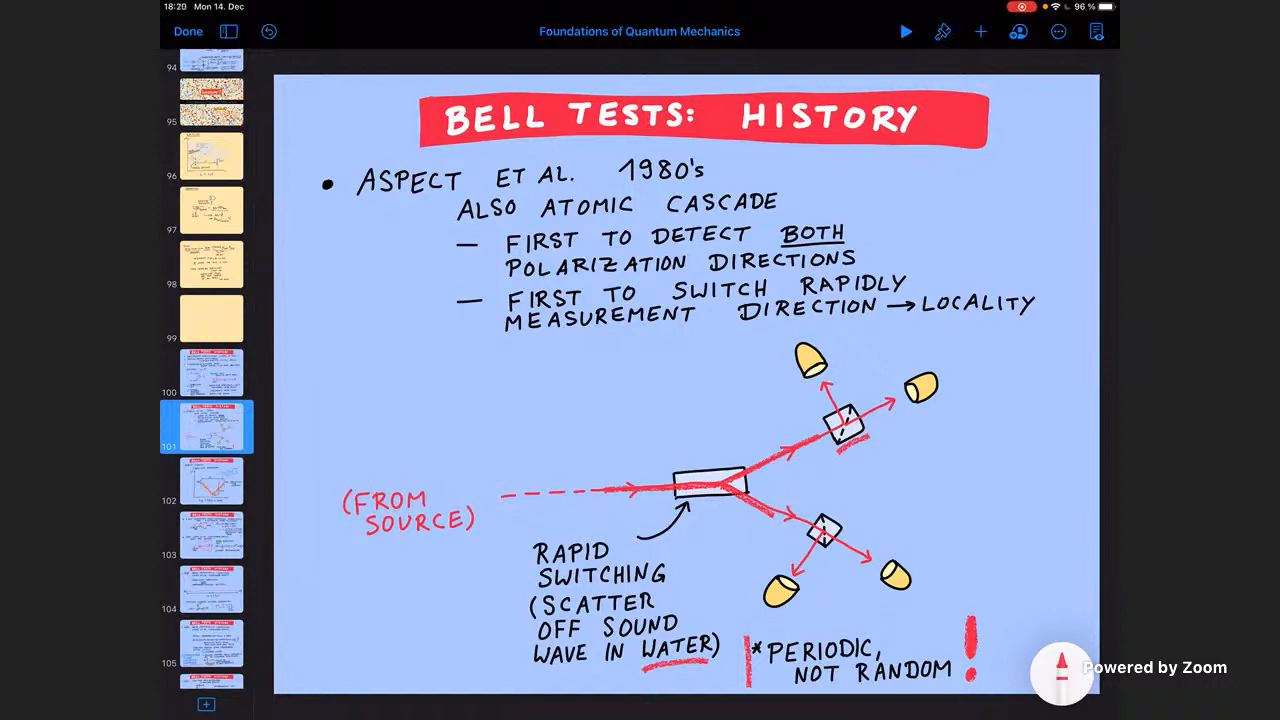 18:20 Mon 14. Dec
96 %
Done
Foundations of Quantum Mechanics
94
95
96
97
98
99
100
101
102
103
104
105
BELL TESTS: HISTORY
• ASPECT ET AL. 1980's
ALSO ATOMIC CASCADE
— FIRST TO DETECT BOTH
POLARIZATION DIRECTIONS
— FIRST TO SWITCH RAPIDLY
MEASUREMENT DIRECTION → LOCALITY
(FROM
SOURCE)
RAPID
SWITCHING
(SCATTER
OFF SOUND
WAVE IN WATER)
*PERIODIC,
NOT RANDOM !
Powered by Zoom